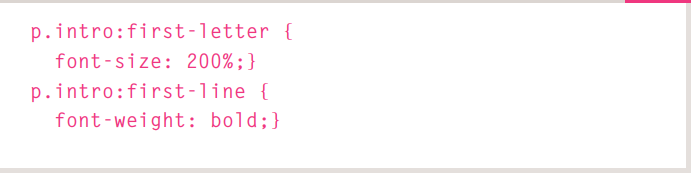 p.intro:first-letter {
  font-size: 200%;}
p.intro:first-line {
  font-weight: bold;}